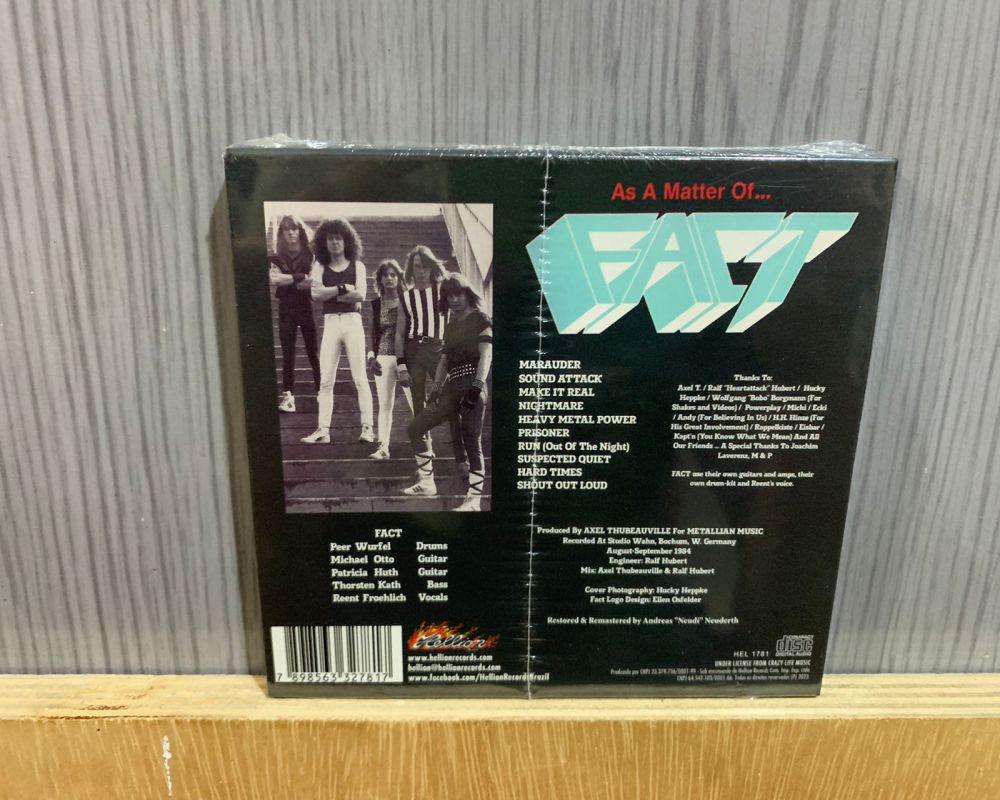 As A Matter Of...
FACT
MARAUDER
SOUND ATTACK
MAKE IT REAL
NIGHTMARE
HEAVY METAL POWER
PRISONER
RUN (Out Of The Night)
SUSPECTED QUIET
HARD TIMES
SHOUT OUT LOUD
Thanks To:
Axel T. / Ralf "Heartattack" Hubert / Hucky
Heppke / Wolfgang "Bobo" Borgmann (For
Shakes and Videos) / Powerplay / Michi / Ecki
/ Andy (For Believing In Us) / H.H. Hinze (For
His Great Involvement) / Rappelkiste / Eisbar /
Kapt'n (You Know What We Mean) And All
Our Friends ... A Special Thanks To Joachim
Laverenz, M & P
FACT use their own guitars and amps, their
own drum-kit and Reent's voice.
FACT
Peer Wurfel Drums
Michael Otto Guitar
Patricia Huth Guitar
Thorsten Kath Bass
Reent Froehlich Vocals
Produced By AXEL THUBEAUVILLE For METALLIAN MUSIC
Recorded At Studio Wahn, Bochum, W. Germany
August-September 1984
Engineer: Ralf Hubert
Mix: Axel Thubeauville & Ralf Hubert
Cover Photography: Hucky Heppke
Fact Logo Design: Ellen Osfelder
Restored & Remastered by Andreas "Neudi" Neuderth
7 898563 327817
Hellion
www.hellionrecords.com
hellion@hellionrecords.com
www.facebook.com/HellionRecordsBrazil
COMPACT
disc
DIGITAL AUDIO
HEL 1781
UNDER LICENSE FROM CRAZY LIFE MUSIC